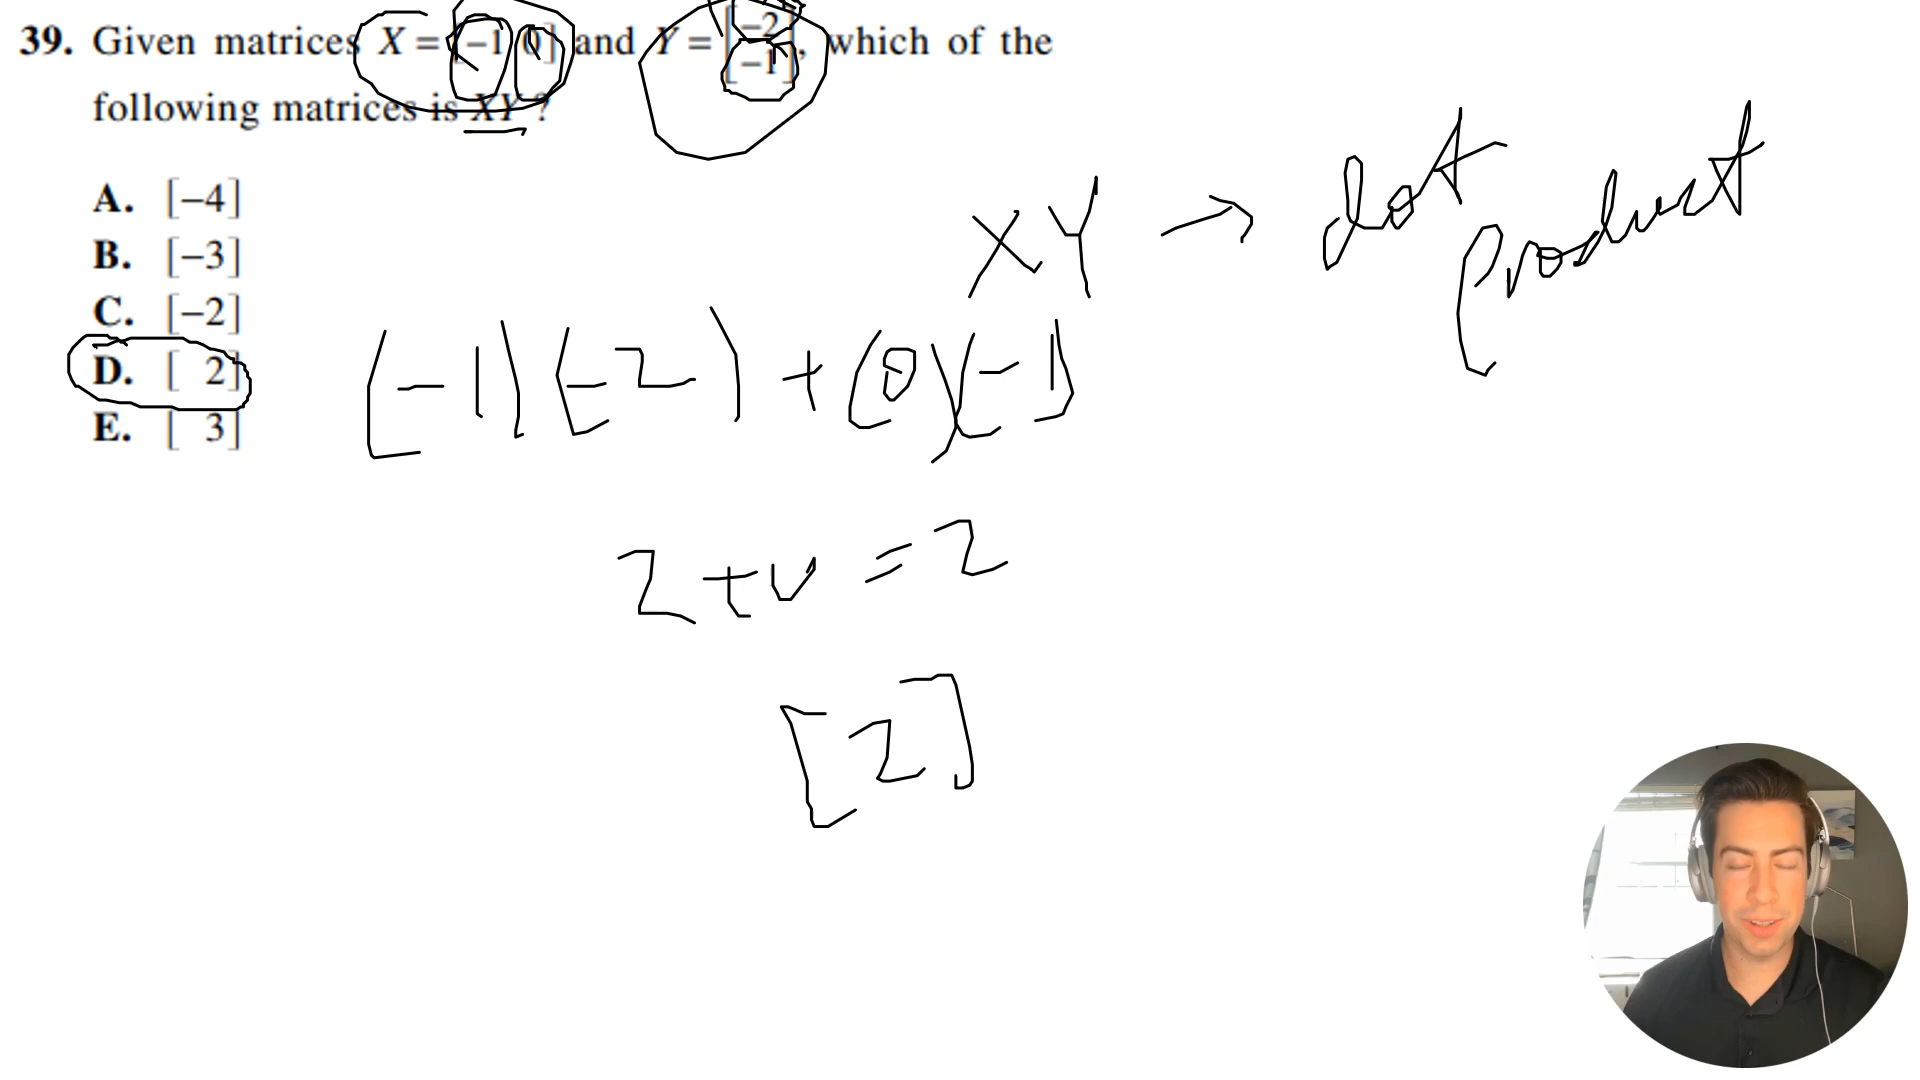 39. Given matrices X = [−1 0] and Y = [−2
−1], which of the
following matrices is XY ?
A. [−4]
B. [−3]
C. [−2]
D. [ 2]
E. [ 3]
XY → dot
product
(-1)(-2) + (0)(-1)
2 + 0 = 2
[2]